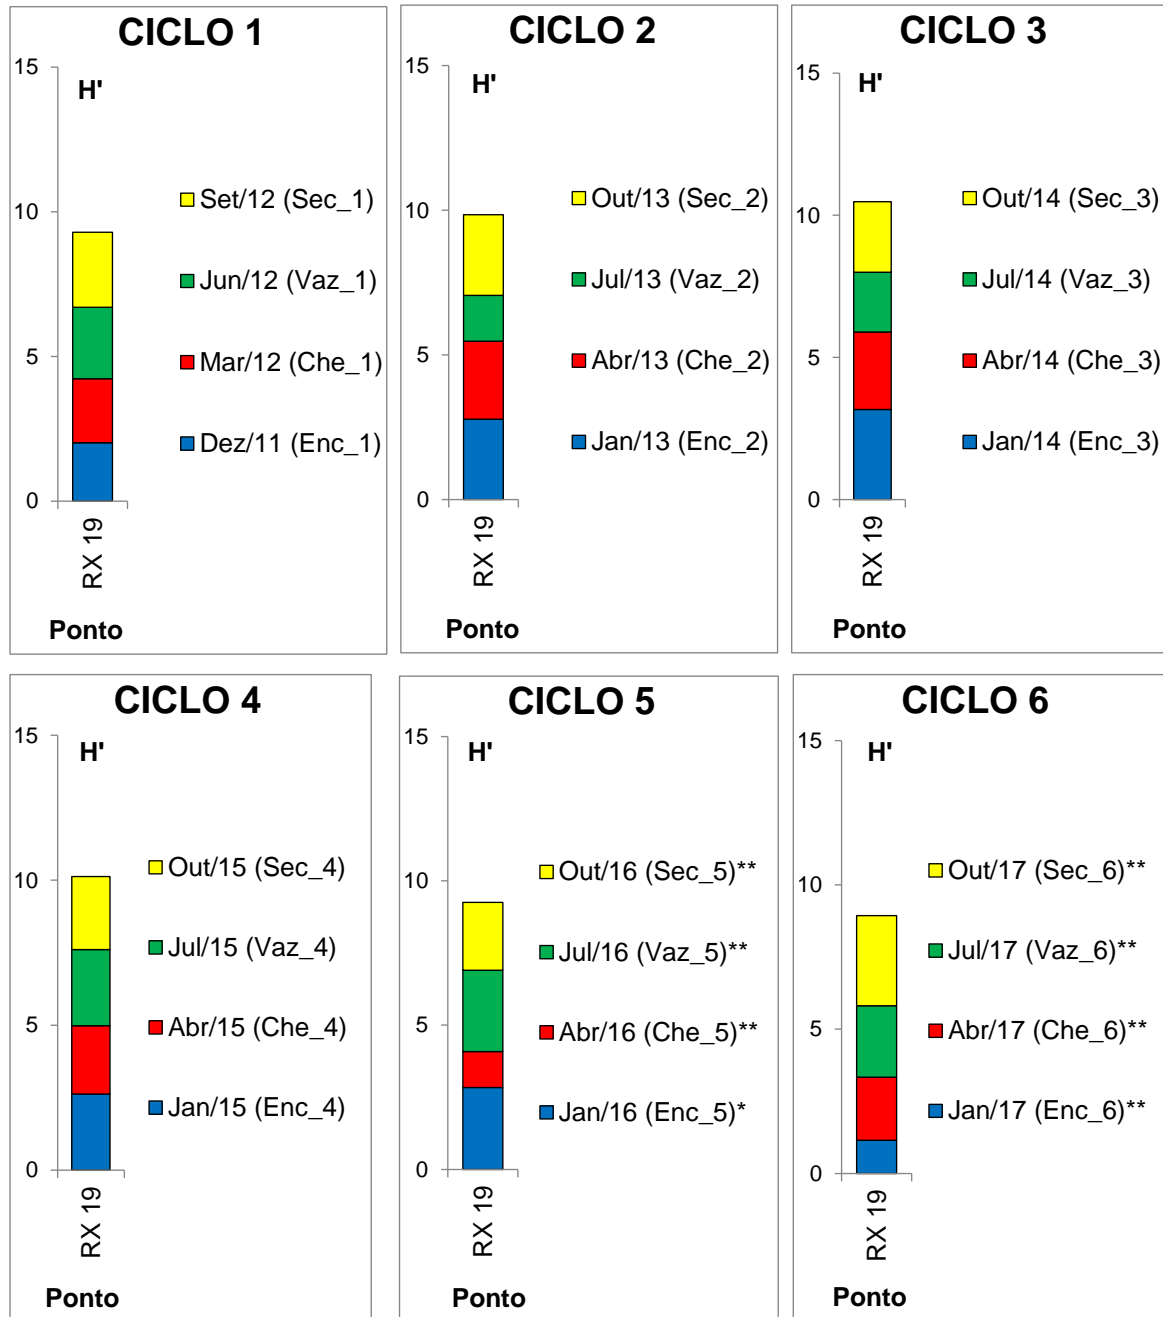 CICLO 1
15
H'
10
5
0
Set/12 (Sec_1)
Jun/12 (Vaz_1)
Mar/12 (Che_1)
Dez/11 (Enc_1)
RX 19
Ponto
CICLO 2
15
H'
10
5
0
Out/13 (Sec_2)
Jul/13 (Vaz_2)
Abr/13 (Che_2)
Jan/13 (Enc_2)
RX 19
Ponto
CICLO 3
15
H'
10
5
0
Out/14 (Sec_3)
Jul/14 (Vaz_3)
Abr/14 (Che_3)
Jan/14 (Enc_3)
RX 19
Ponto
CICLO 4
15
H'
10
5
0
Out/15 (Sec_4)
Jul/15 (Vaz_4)
Abr/15 (Che_4)
Jan/15 (Enc_4)
RX 19
Ponto
CICLO 5
15
H'
10
5
0
Out/16 (Sec_5)**
Jul/16 (Vaz_5)**
Abr/16 (Che_5)**
Jan/16 (Enc_5)*
RX 19
Ponto
CICLO 6
15
H'
10
5
0
Out/17 (Sec_6)**
Jul/17 (Vaz_6)**
Abr/17 (Che_6)**
Jan/17 (Enc_6)**
RX 19
Ponto